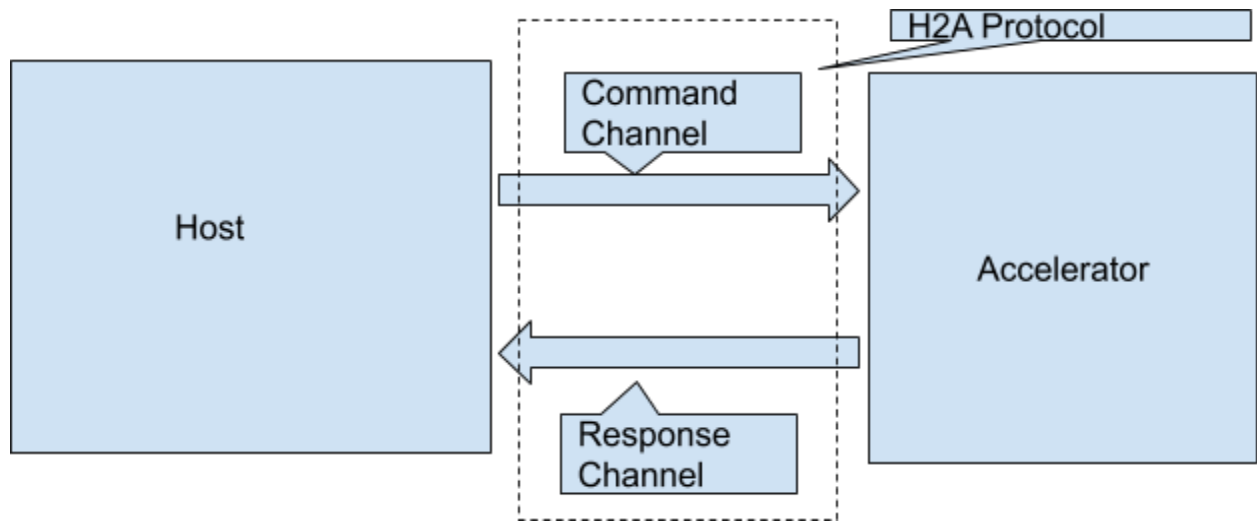 H2A Protocol
Command
Channel
Host
Accelerator
Response
Channel